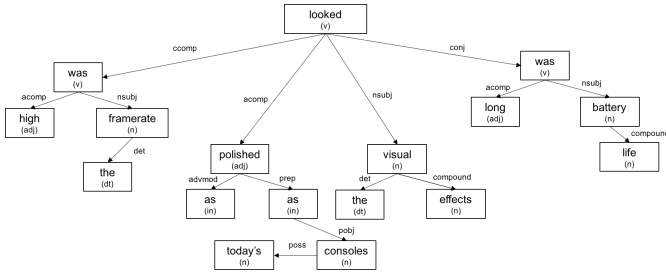 looked
(v)
ccomp
acomp
nsubj
conj
was
(v)
was
(v)
acomp
nsubj
acomp
nsubj
high
(adj)
framerate
(n)
long
(adj)
battery
(n)
det
compound
the
(dt)
polished
(adj)
visual
(n)
life
(n)
advmod
prep
det
compound
as
(in)
as
(in)
the
(dt)
effects
(n)
pobj
today's
(n)
poss
consoles
(n)